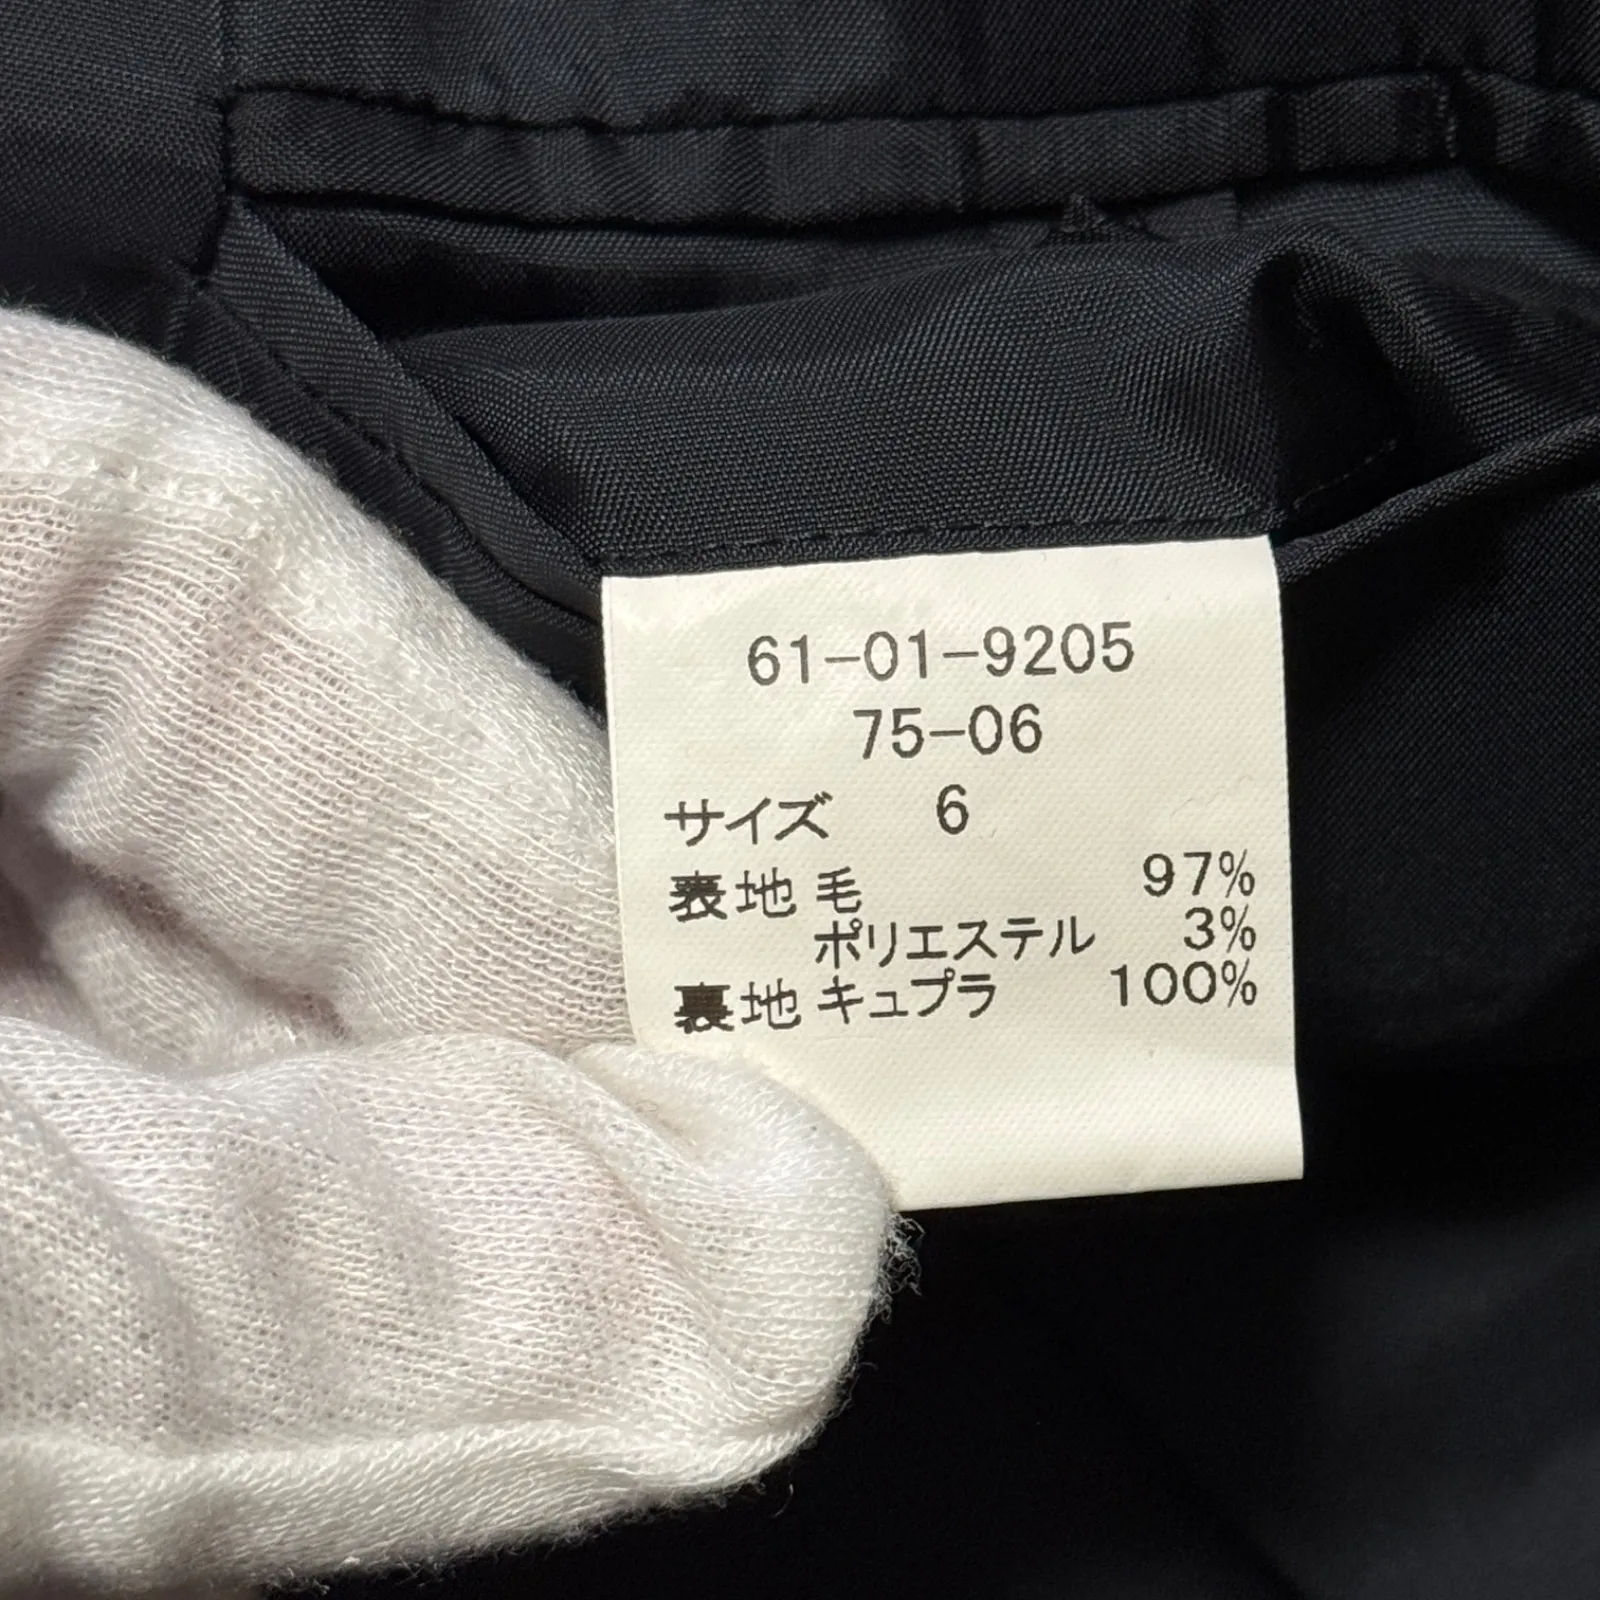 61-01-9205
75-06
サイズ 6
表地 毛 97%
ポリエステル 3%
裏地 キュプラ 100%